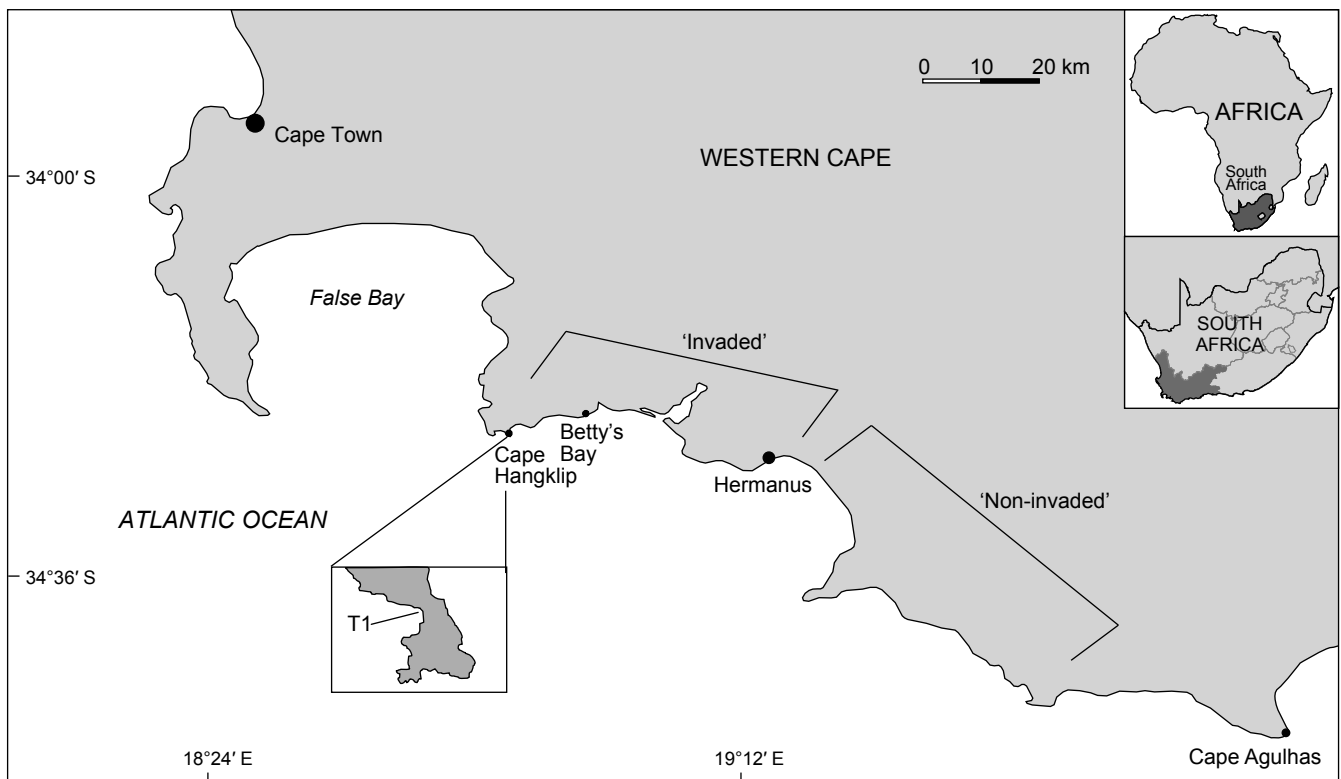 0 10 20 km
AFRICA
Cape Town
WESTERN CAPE
34°00′ S
South
Africa
False Bay
SOUTH
AFRICA
‘Invaded’
Betty’s
Bay
Cape
Hangklip
Hermanus
‘Non-invaded’
ATLANTIC OCEAN
34°36′ S
T1
18°24′ E
19°12′ E
Cape Agulhas